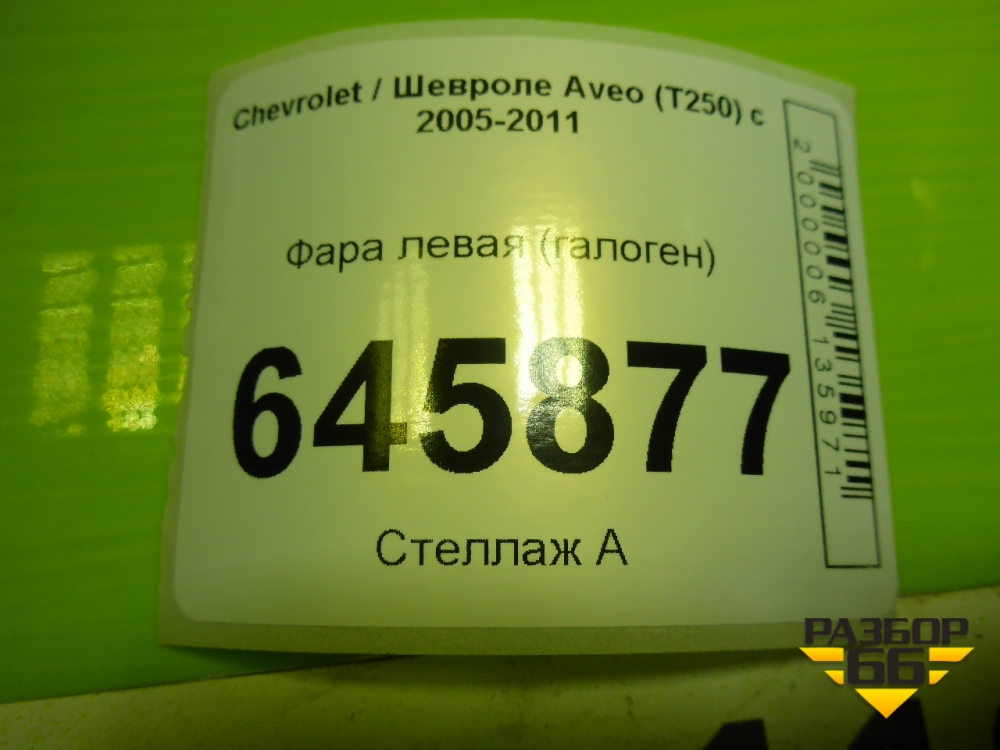 Chevrolet / Шевроле Aveo (T250) с
2005-2011
Фара левая (галоген)
645877
Стеллаж А
2000006135971
РАЗБОР
66